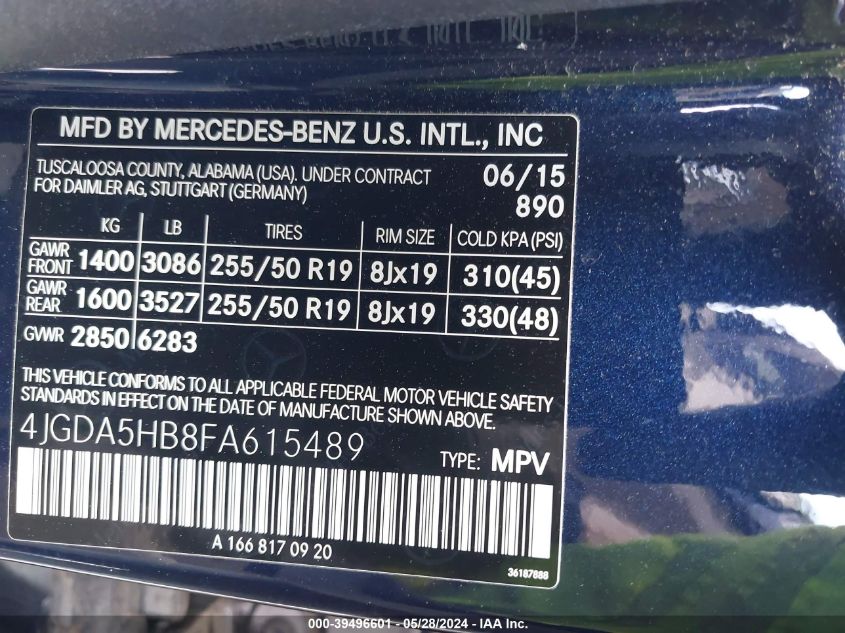 MFD BY MERCEDES-BENZ U.S. INTL., INC
TUSCALOOSA COUNTY, ALABAMA (USA). UNDER CONTRACT 06/15
FOR DAIMLER AG, STUTTGART (GERMANY) 890
KG LB TIRES RIM SIZE COLD KPA (PSI)
GAWR FRONT 1400 3086 255/50 R19 8Jx19 310(45)
GAWR REAR 1600 3527 255/50 R19 8Jx19 330(48)
GVWR 2850 6283
THIS VEHICLE CONFORMS TO ALL APPLICABLE FEDERAL MOTOR VEHICLE SAFETY
STANDARDS IN EFFECT ON THE DATE OF MANUFACTURE SHOWN ABOVE.
4JGDA5HB8FA615489 TYPE: MPV
A 166 817 09 20
36187888
000-39496601 - 05/28/2024 - IAA Inc.